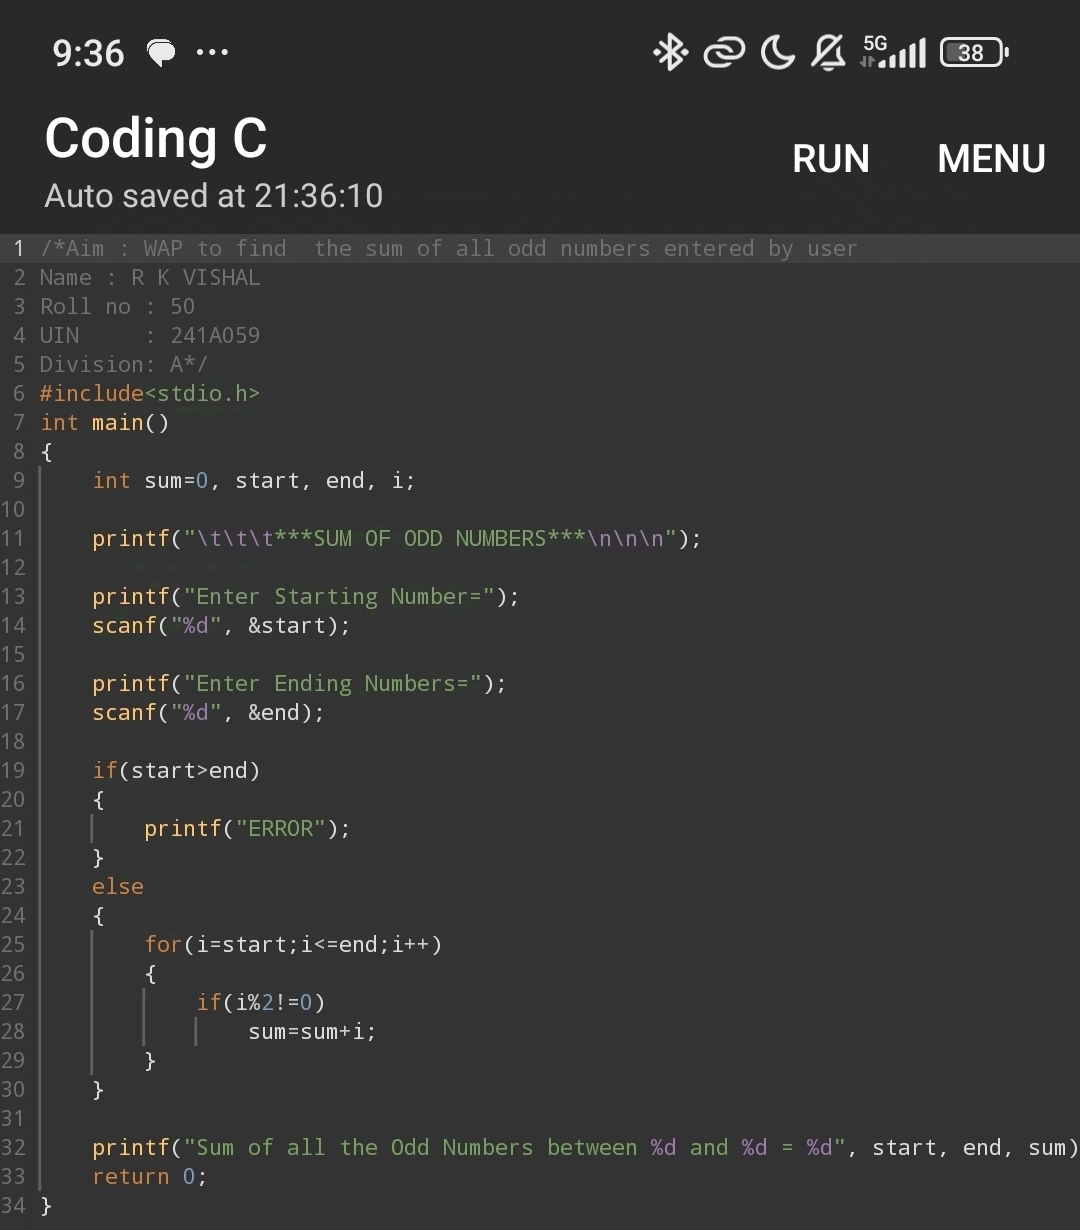 9:36 ... 5G 38
Coding C
RUN MENU
Auto saved at 21:36:10
1 /*Aim : WAP to find  the sum of all odd numbers entered by user
2 Name : R K VISHAL
3 Roll no : 50
4 UIN     : 241A059
5 Division: A*/
6 #include<stdio.h>
7 int main()
8 {
9     int sum=0, start, end, i;
10
11     printf("\t\t\t***SUM OF ODD NUMBERS***\n\n\n");
12
13     printf("Enter Starting Number=");
14     scanf("%d", &start);
15
16     printf("Enter Ending Numbers=");
17     scanf("%d", &end);
18
19     if(start>end)
20     {
21         printf("ERROR");
22     }
23     else
24     {
25         for(i=start;i<=end;i++)
26         {
27             if(i%2!=0)
28                 sum=sum+i;
29         }
30     }
31
32     printf("Sum of all the Odd Numbers between %d and %d = %d", start, end, sum)
33     return 0;
34 }